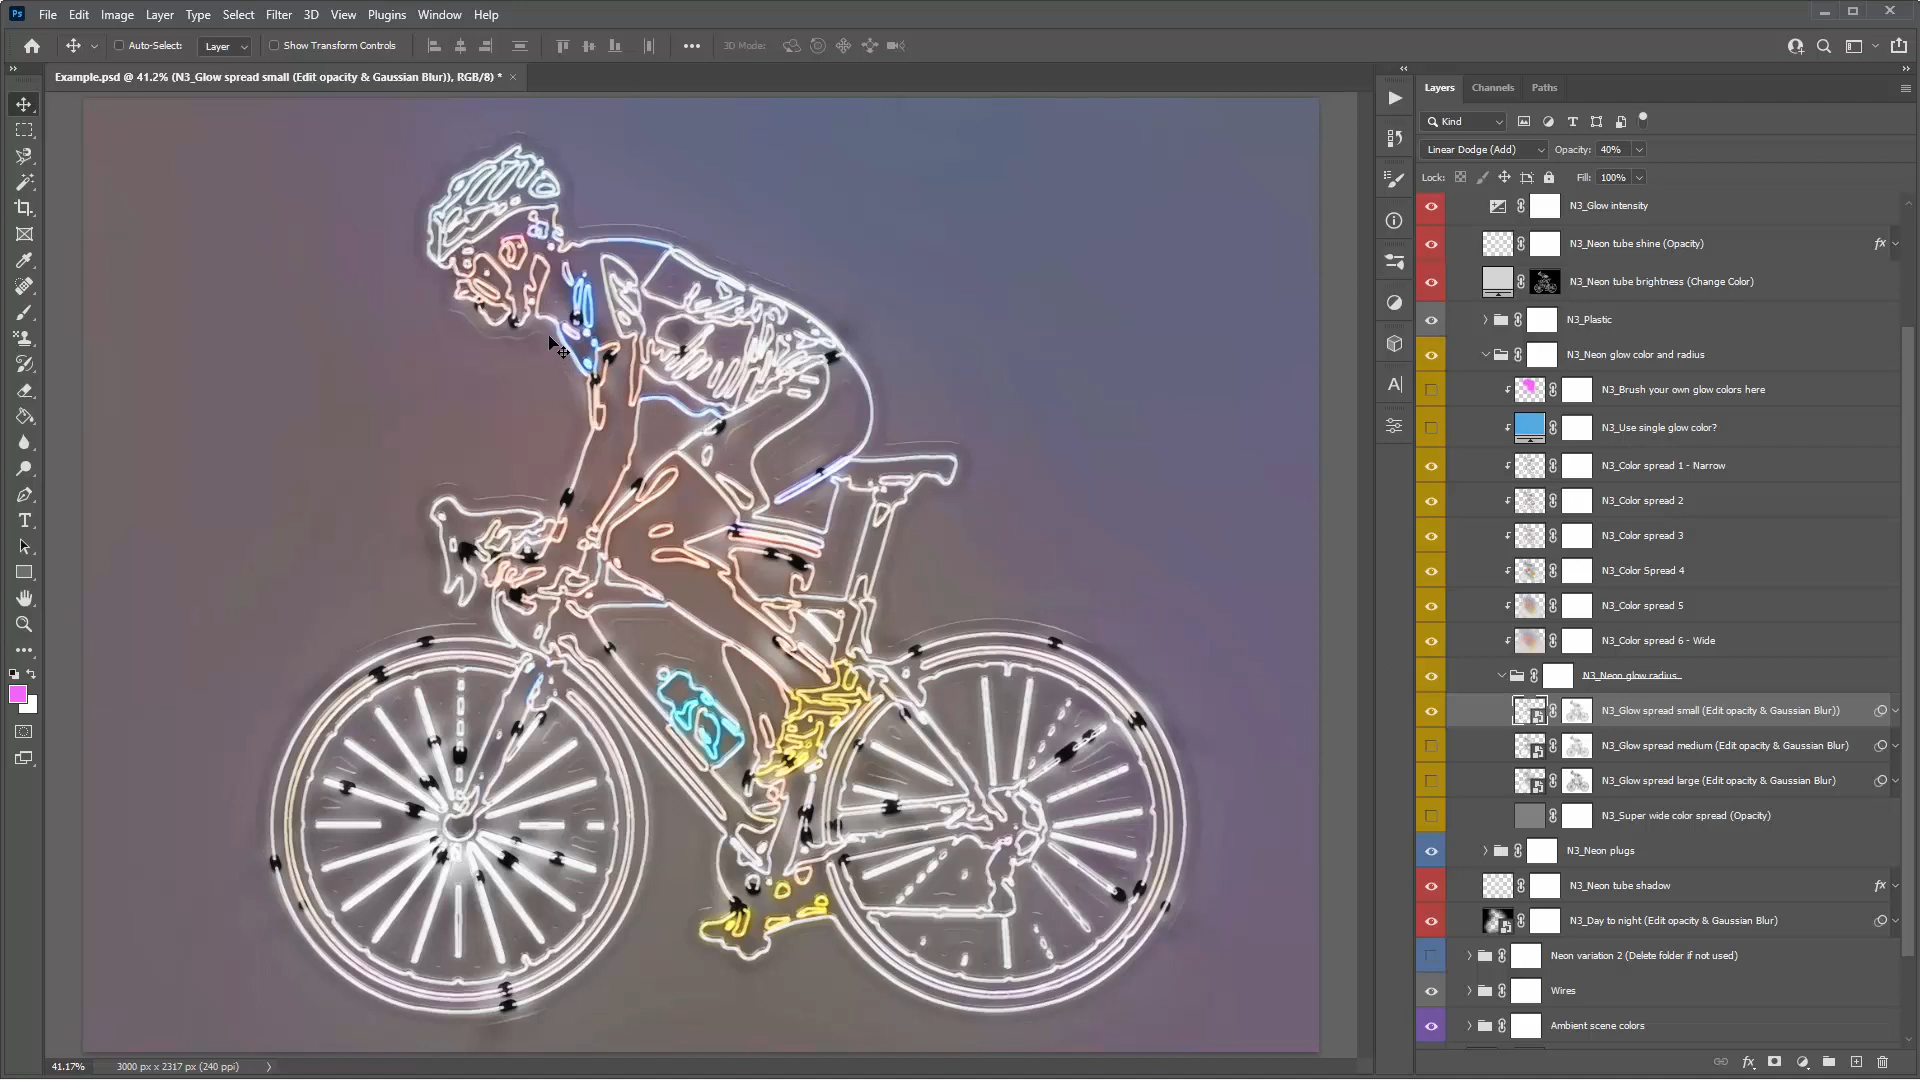 Ps File Edit Image Layer Type Select Filter 3D View Plugins Window Help
Auto-Select: Layer Show Transform Controls 3D Mode:
Example.psd @ 41.2% (N3_Glow spread small (Edit opacity & Gaussian Blur)), RGB/8) *
Layers Channels Paths
Kind
Linear Dodge (Add) Opacity: 40%
Lock: Fill: 100%
N3_Glow intensity
N3_Neon tube shine (Opacity) fx
N3_Neon tube brightness (Change Color)
N3_Plastic
N3_Neon glow color and radius
N3_Brush your own glow colors here
N3_Use single glow color?
N3_Color spread 1 - Narrow
N3_Color spread 2
N3_Color spread 3
N3_Color Spread 4
N3_Color spread 5
N3_Color spread 6 - Wide
N3_Neon glow radius
N3_Glow spread small (Edit opacity & Gaussian Blur))
N3_Glow spread medium (Edit opacity & Gaussian Blur)
N3_Glow spread large (Edit opacity & Gaussian Blur)
N3_Super wide color spread (Opacity)
N3_Neon plugs
N3_Neon tube shadow fx
N3_Day to night (Edit opacity & Gaussian Blur)
Neon variation 2 (Delete folder if not used)
Wires
Ambient scene colors
41.17% 3000 px x 2317 px (240 ppi)
fx